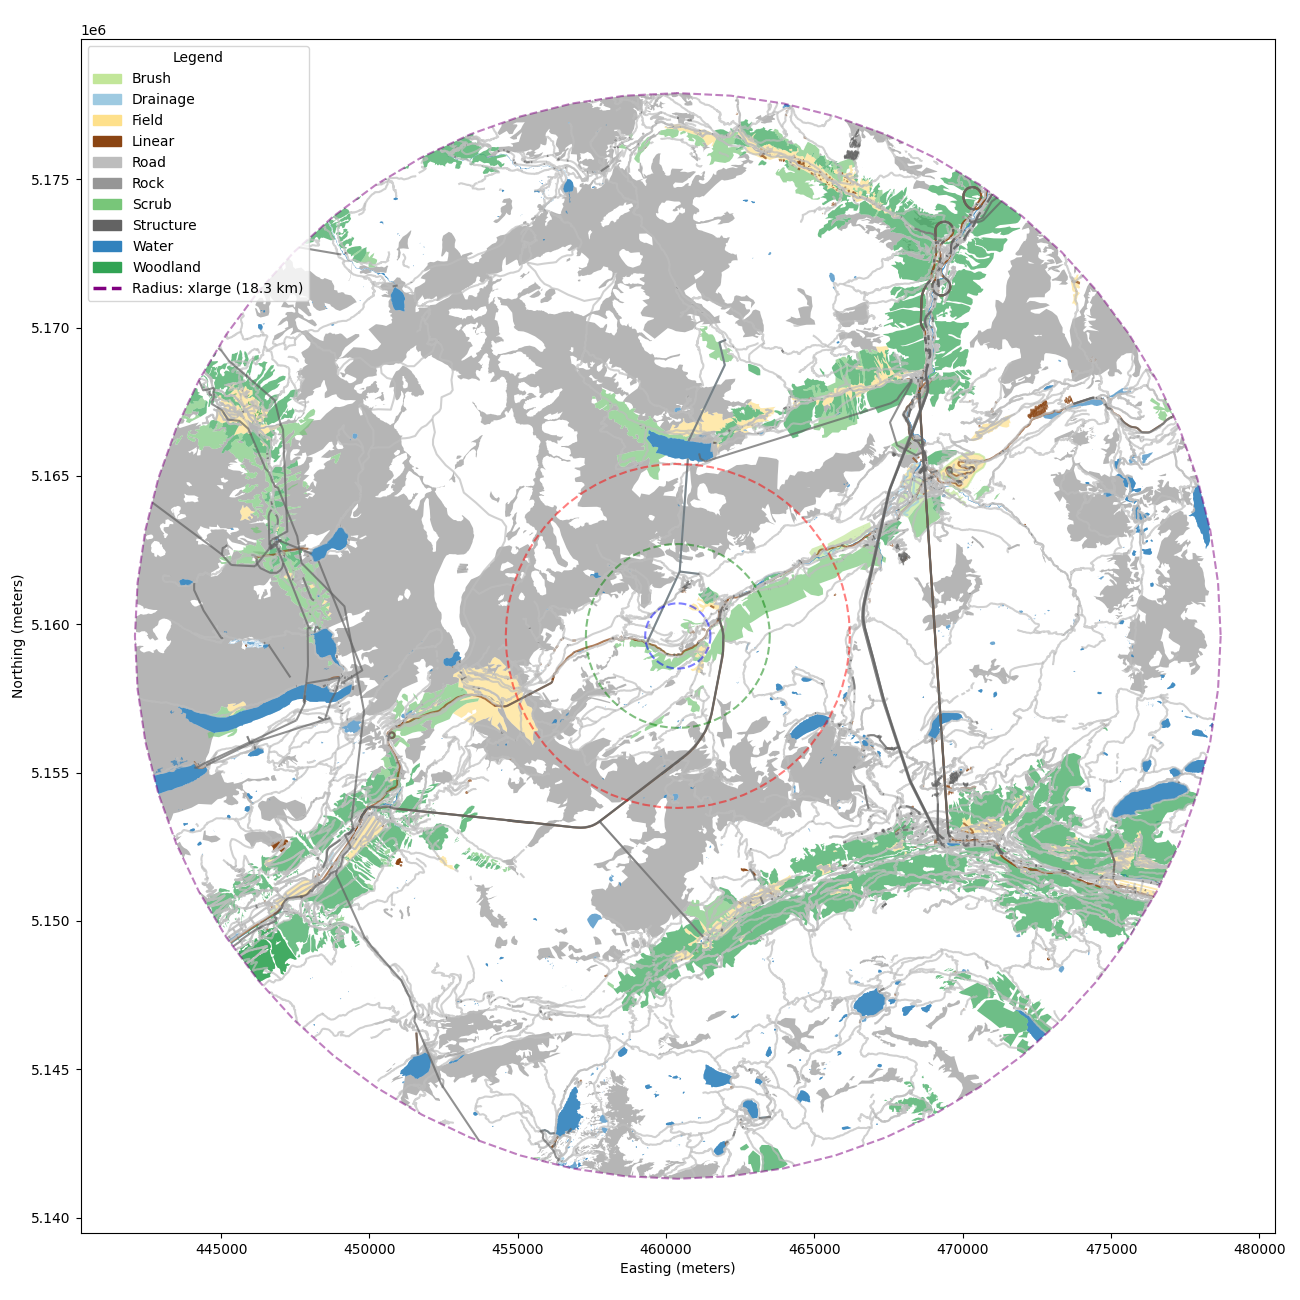 1e6
Legend
Brush
Drainage
Field
Linear
Road
Rock
Scrub
Structure
Water
Woodland
Radius: xlarge (18.3 km)
5.175
5.170
5.165
5.160
5.155
5.150
5.145
5.140
Northing (meters)
445000 450000 455000 460000 465000 470000 475000 480000
Easting (meters)